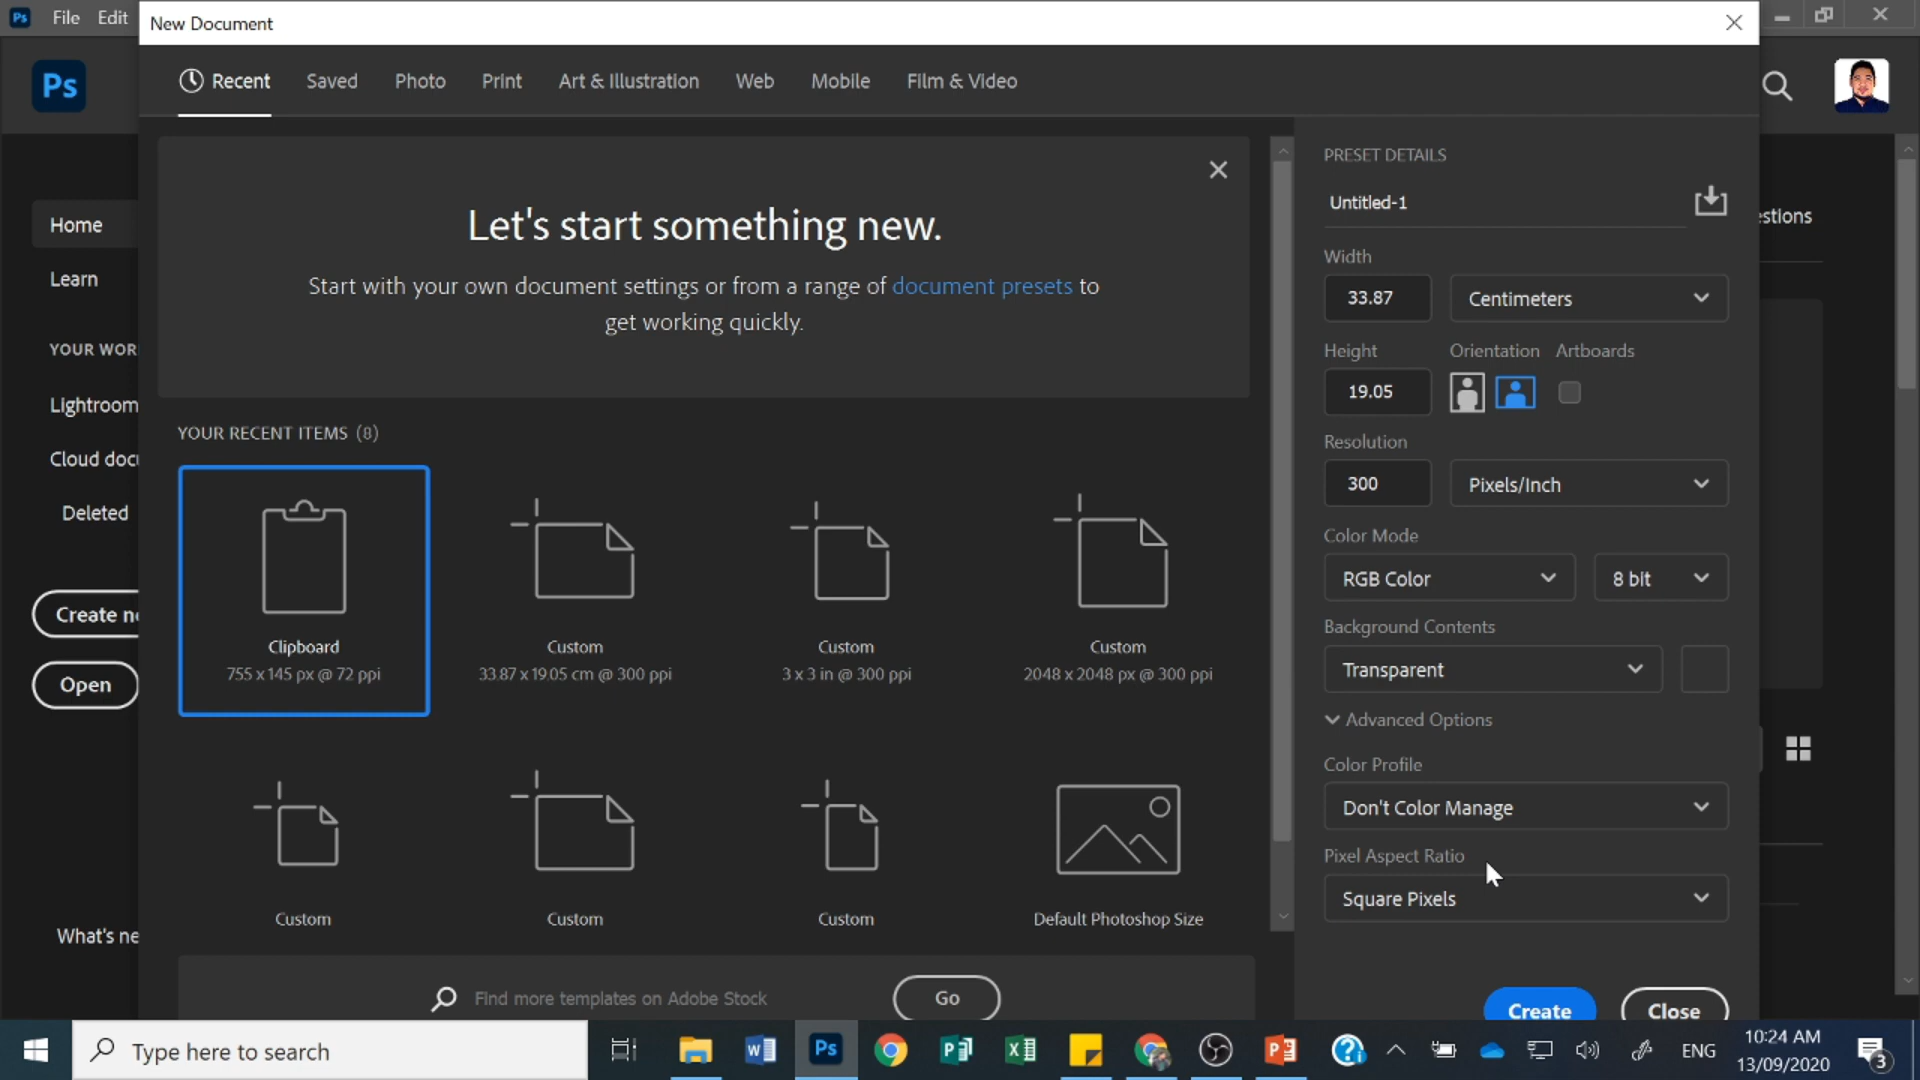 Ps File Edit
New Document
Ps
Recent Saved Photo Print Art & Illustration Web Mobile Film & Video
Home
Learn
YOUR WOR
Lightroom
Cloud doc
Deleted
Create ne
Open
What's ne
Let's start something new.
Start with your own document settings or from a range of document presets to
get working quickly.
YOUR RECENT ITEMS (8)
Clipboard
755 x 145 px @ 72 ppi
Custom
33.87 x 19.05 cm @ 300 ppi
Custom
3 x 3 in @ 300 ppi
Custom
2048 x 2048 px @ 300 ppi
Custom
Custom
Custom
Default Photoshop Size
Find more templates on Adobe Stock
Go
PRESET DETAILS
Untitled-1
Width
33.87 Centimeters
Height Orientation Artboards
19.05
Resolution
300 Pixels/Inch
Color Mode
RGB Color 8 bit
Background Contents
Transparent
Advanced Options
Color Profile
Don't Color Manage
Pixel Aspect Ratio
Square Pixels
Create Close
stions
Type here to search
Ps
ENG
10:24 AM
13/09/2020
3